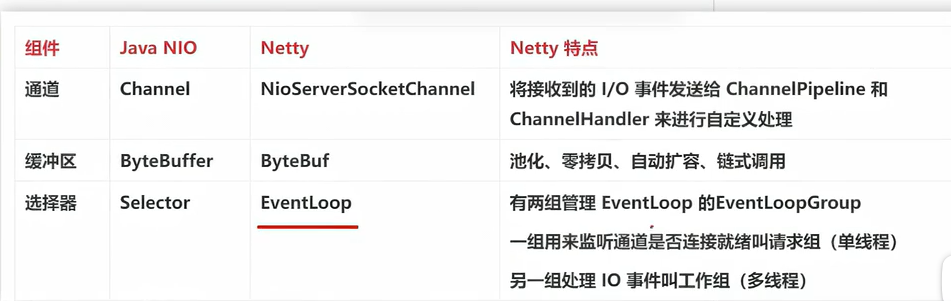 组件 Java NIO Netty Netty 特点
通道 Channel NioServerSocketChannel 将接收到的 I/O 事件发送给 ChannelPipeline 和
ChannelHandler 来进行自定义处理
缓冲区 ByteBuffer ByteBuf 池化、零拷贝、自动扩容、链式调用
选择器 Selector EventLoop 有两组管理 EventLoop 的EventLoopGroup
一组用来监听通道是否连接就绪叫请求组（单线程）
另一组处理 IO 事件叫工作组（多线程）